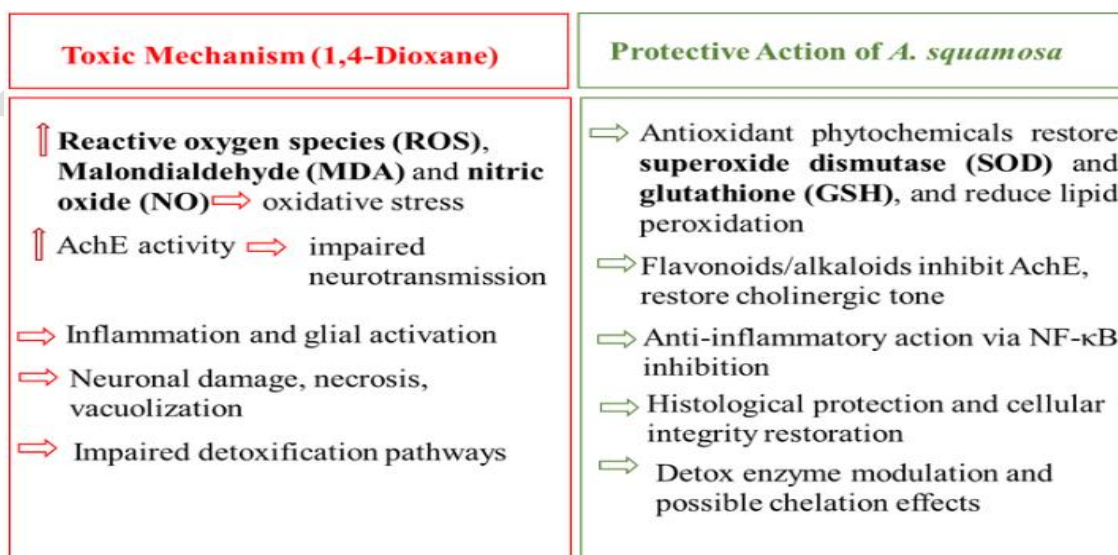 Toxic Mechanism (1,4-Dioxane)
Reactive oxygen species (ROS),
Malondialdehyde (MDA) and nitric
oxide (NO)⇨ oxidative stress
AchE activity ⇨ impaired
neurotransmission
Inflammation and glial activation
Neuronal damage, necrosis,
vacuolization
Impaired detoxification pathways
Protective Action of A. squamosa
Antioxidant phytochemicals restore
superoxide dismutase (SOD) and
glutathione (GSH), and reduce lipid
peroxidation
Flavonoids/alkaloids inhibit AchE,
restore cholinergic tone
Anti-inflammatory action via NF-κB
inhibition
Histological protection and cellular
integrity restoration
Detox enzyme modulation and
possible chelation effects